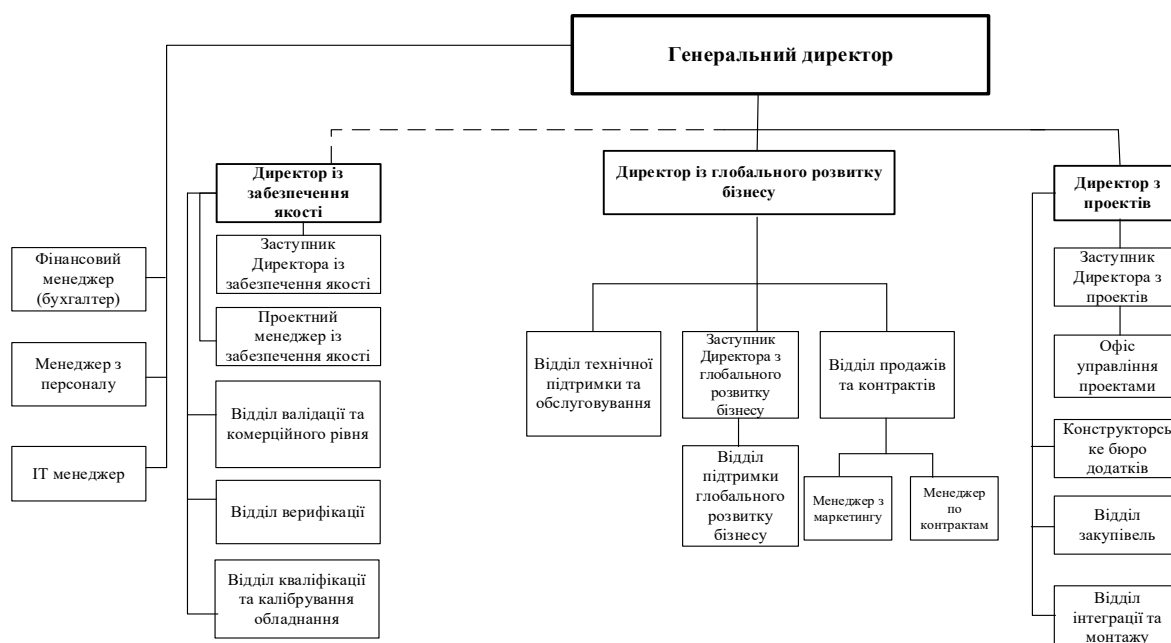 Генеральний директор
Директор із
забезпечення
якості
Директор із глобального розвитку
бізнесу
Директор з
проектів
Заступник
Директора із
забезпечення якості
Фінансовий
менеджер
(бухгалтер)
Заступник
Директора з
проектів
Проектний
менеджер із
забезпечення якості
Менеджер з
персоналу
Відділ технічної
підтримки та
обслуговування
Заступник
Директора з
глобального
розвитку
бізнесу
Відділ продажів
та контрактів
Офіс
управління
проектами
Відділ валідації та
комерційного рівня
Конструкторсь
ке бюро
додатків
ІТ менеджер
Відділ
підтримки
глобального
розвитку
бізнесу
Менеджер з
маркетингу
Менеджер
по
контрактам
Відділ верифікації
Відділ
закупівель
Відділ кваліфікації
та калібрування
обладнання
Відділ
інтеграції та
монтажу